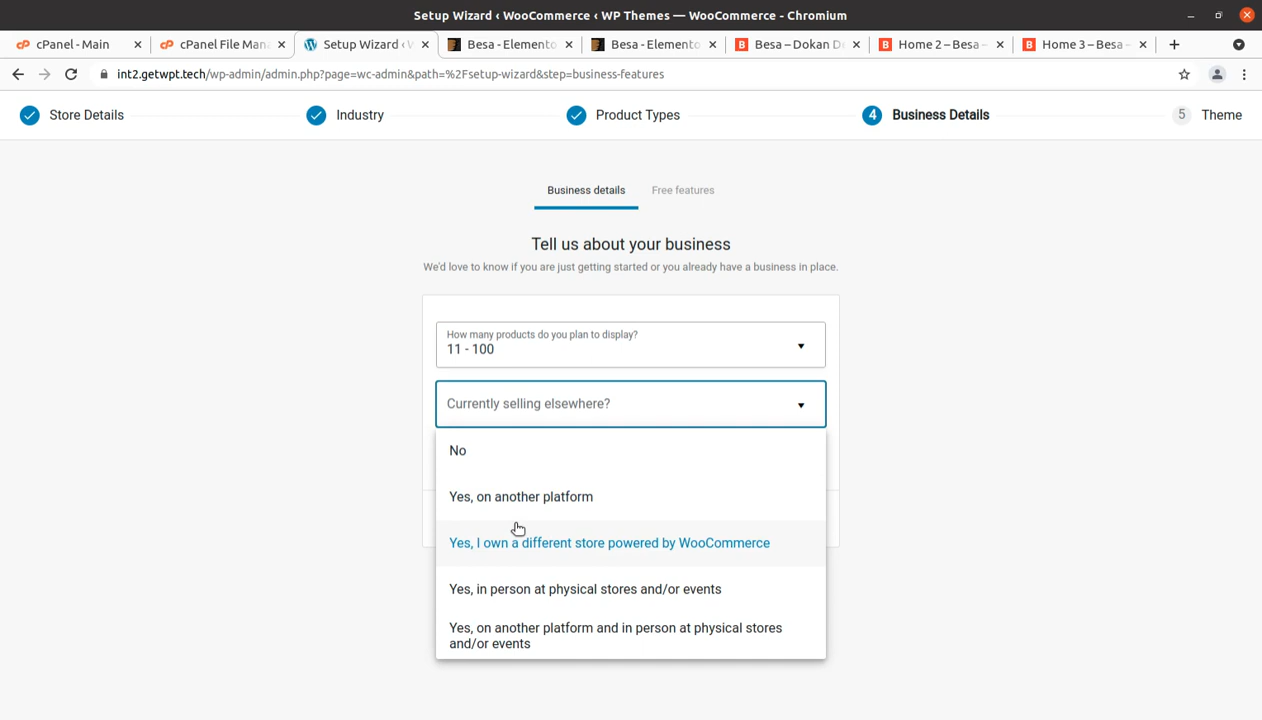 Setup Wizard ‹ WooCommerce ‹ WP Themes — WooCommerce - Chromium
cPanel - Main
cPanel File Man
Setup Wizard ‹ W
Besa - Elemento
Besa - Elemento
Besa – Dokan D
Home 2 – Besa –
Home 3 – Besa –
int2.getwpt.tech/wp-admin/admin.php?page=wc-admin&path=%2Fsetup-wizard&step=business-features
Store Details
Industry
Product Types
4 Business Details
5 Theme
Business details
Free features
Tell us about your business
We'd love to know if you are just getting started or you already have a business in place.
How many products do you plan to display?
11 - 100
Currently selling elsewhere?
No
Yes, on another platform
Yes, I own a different store powered by WooCommerce
Yes, in person at physical stores and/or events
Yes, on another platform and in person at physical stores
and/or events